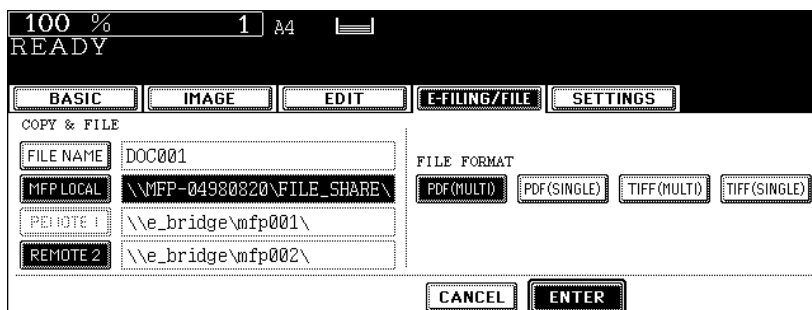 100 % 1 A4
READY
BASIC IMAGE EDIT E-FILING/FILE SETTINGS
COPY & FILE
FILE NAME DOC001
MFP LOCAL \\MFP-04980820\FILE_SHARE\
REMOTE 1 \\e_bridge\mfp001\
REMOTE 2 \\e_bridge\mfp002\
FILE FORMAT
PDF(MULTI) PDF(SINGLE) TIFF(MULTI) TIFF(SINGLE)
CANCEL ENTER